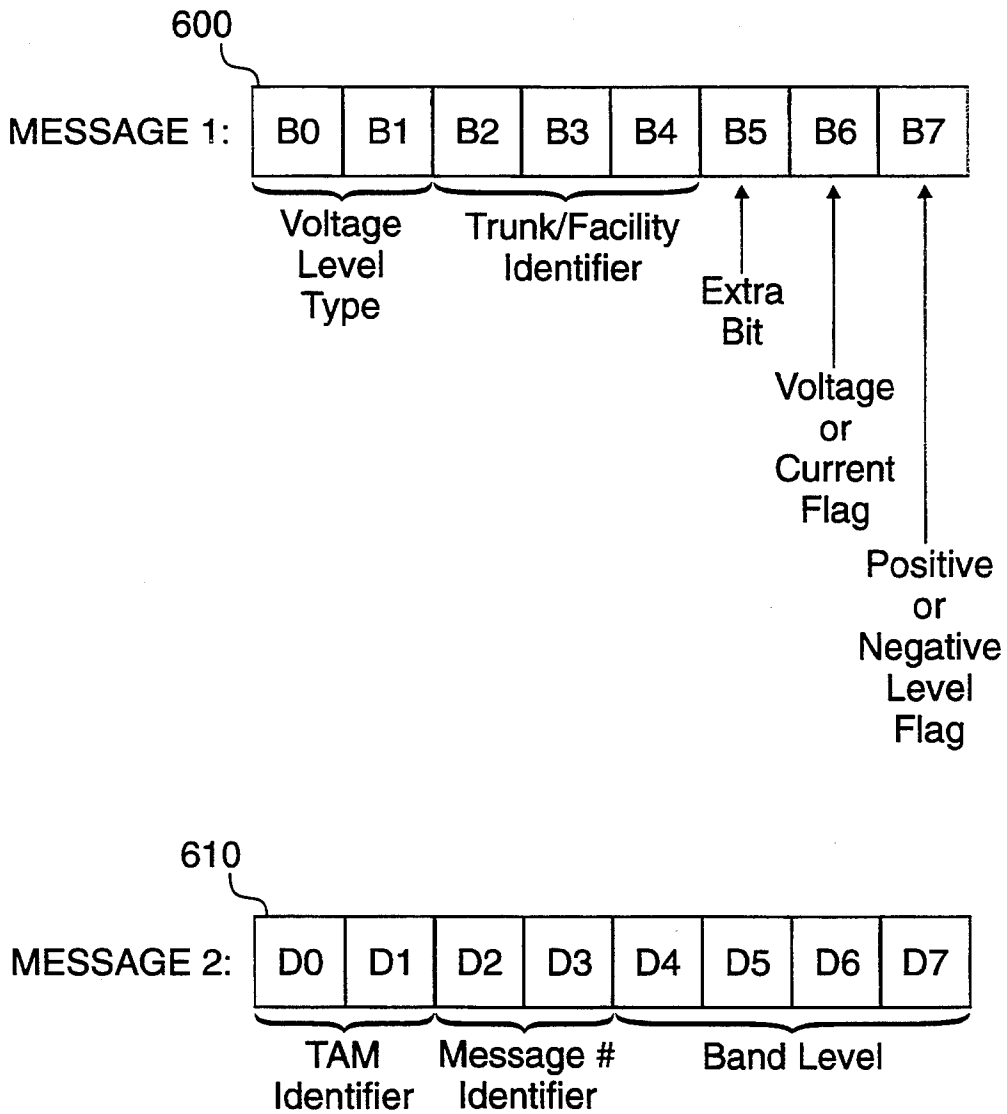 600
MESSAGE 1: B0 B1 B2 B3 B4 B5 B6 B7
Voltage
Level
Type
Trunk/Facility
Identifier
Extra
Bit
Voltage
or
Current
Flag
Positive
or
Negative
Level
Flag
610
MESSAGE 2: D0 D1 D2 D3 D4 D5 D6 D7
TAM
Identifier
Message #
Identifier
Band Level